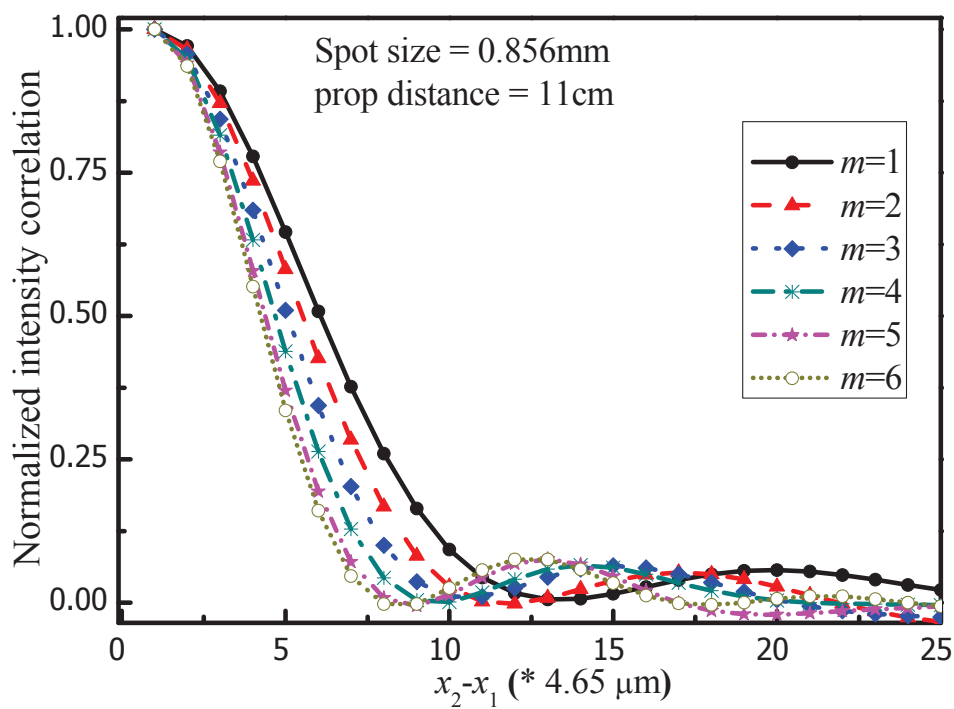 1.00
0.75
0.50
0.25
0.00
Normalized intensity correlation
Spot size = 0.856mm
prop distance = 11cm
m=1
m=2
m=3
m=4
m=5
m=6
0 5 10 15 20 25
x₂-x₁ (* 4.65 μm)